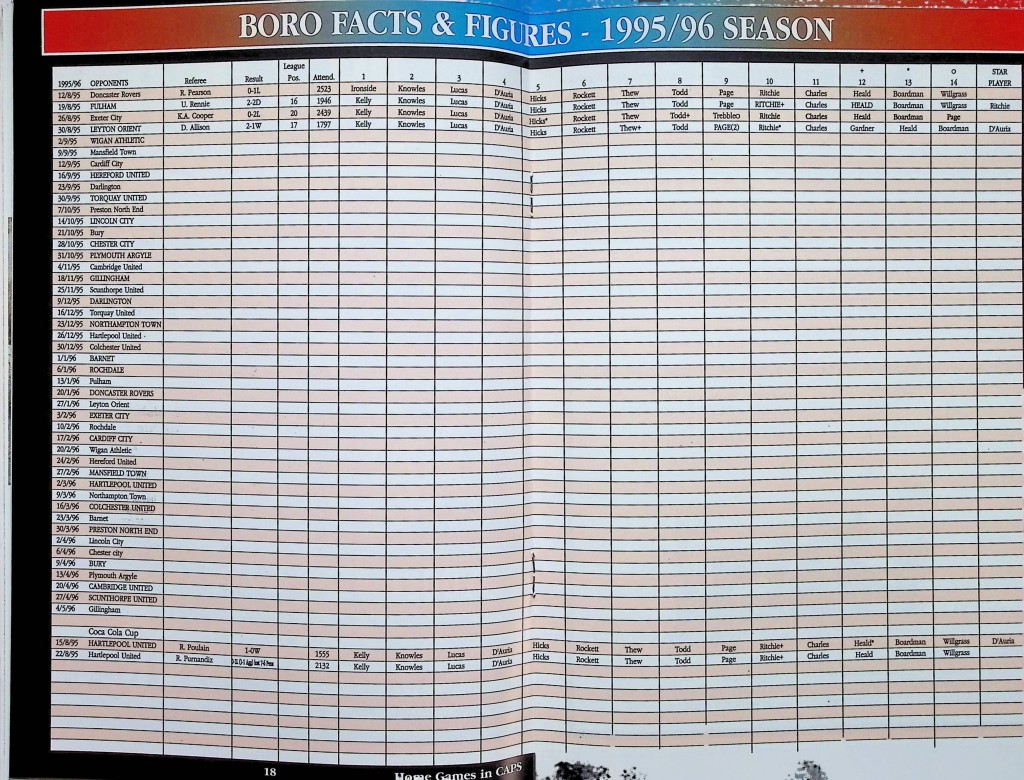 BORO FACTS & FIGURES - 1995/96 SEASON
1995/96 OPPONENTS Referee Result League Pos. Attend. 1 2 3 4 5 6 7 8 9 10 11 + 12 * 13 o 14 STAR PLAYER
12/8/95 Doncaster Rovers R. Pearson 0-1L 2523 Ironside Knowles Lucas D'Auria Hicks Rockett Thew Todd Page Ritchie Charles Heald Boardman Willgrass
19/8/95 FULHAM U. Rennie 2-2D 16 1946 Kelly Knowles Lucas D'Auria Hicks Rockett Thew Todd Page RITCHIE+ Charles HEALD Boardman Willgrass Ritchie
26/8/95 Exeter City K.A. Cooper 0-2L 20 2439 Kelly Knowles Lucas D'Auria Hicks* Rockett Thew Todd+ Trebbleo Ritchie Charles Heald Boardman Page
30/8/95 LEYTON ORIENT D. Allison 2-1W 17 1797 Kelly Knowles Lucas D'Auria Hicks Rockett Thew+ Todd PAGE(2) Ritchie* Charles Gardner Heald Boardman D'Auria
2/9/95 WIGAN ATHLETIC
9/9/95 Mansfield Town
12/9/95 Cardiff City
16/9/95 HEREFORD UNITED
23/9/95 Darlington
30/9/95 TORQUAY UNITED
7/10/95 Preston North End
14/10/95 LINCOLN CITY
21/10/95 Bury
28/10/95 CHESTER CITY
31/10/95 PLYMOUTH ARGYLE
4/11/95 Cambridge United
18/11/95 GILLINGHAM
25/11/95 Scunthorpe United
9/12/95 DARLINGTON
16/12/95 Torquay United
23/12/95 NORTHAMPTON TOWN
26/12/95 Hartlepool United
30/12/95 Colchester United
1/1/96 BARNET
6/1/96 ROCHDALE
13/1/96 Fulham
20/1/96 DONCASTER ROVERS
27/1/96 Leyton Orient
3/2/96 EXETER CITY
10/2/96 Rochdale
17/2/96 CARDIFF CITY
20/2/96 Wigan Athletic
24/2/96 Hereford United
27/2/96 MANSFIELD TOWN
2/3/96 HARTLEPOOL UNITED
9/3/96 Northampton Town
16/3/96 COLCHESTER UNITED
23/3/96 Barnet
30/3/96 PRESTON NORTH END
2/4/96 Lincoln City
6/4/96 Chester city
9/4/96 BURY
13/4/96 Plymouth Argyle
20/4/96 CAMBRIDGE UNITED
27/4/96 SCUNTHORPE UNITED
4/5/96 Gillingham
Coca Cola Cup
15/8/95 HARTLEPOOL UNITED R. Poulain 1-0W 1555 Kelly Knowles Lucas D'Auria Hicks Rockett Thew Todd Page Ritchie+ Charles Heald* Boardman Willgrass D'Auria
22/8/95 Hartlepool United R. Furnandiz 2132 Kelly Knowles Lucas D'Auria Hicks Rockett Thew Todd Page Ritchie+ Charles Heald Boardman Willgrass
18 Home Games in CAPS